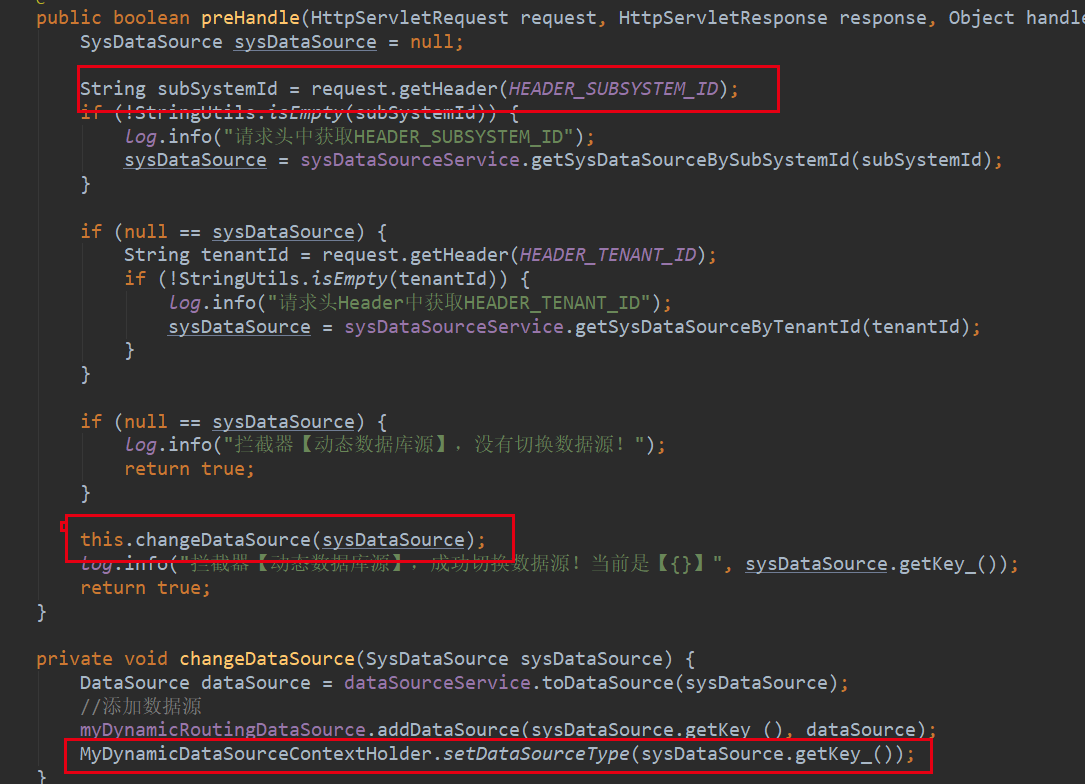 public boolean preHandle(HttpServletRequest request, HttpServletResponse response, Object handle
SysDataSource sysDataSource = null;
String subSystemId = request.getHeader(HEADER_SUBSYSTEM_ID);
if (!StringUtils.isEmpty(subSystemId)) {
log.info("请求头中获取HEADER_SUBSYSTEM_ID");
sysDataSource = sysDataSourceService.getSysDataSourceBySubSystemId(subSystemId);
}
if (null == sysDataSource) {
String tenantId = request.getHeader(HEADER_TENANT_ID);
if (!StringUtils.isEmpty(tenantId)) {
log.info("请求头Header中获取HEADER_TENANT_ID");
sysDataSource = sysDataSourceService.getSysDataSourceByTenantId(tenantId);
}
}
if (null == sysDataSource) {
log.info("拦截器【动态数据库源】，没有切换数据源！");
return true;
}
this.changeDataSource(sysDataSource);
log.info("拦截器【动态数据库源】，成功切换数据源！当前是【{}】", sysDataSource.getKey_());
return true;
}
private void changeDataSource(SysDataSource sysDataSource) {
DataSource dataSource = dataSourceService.toDataSource(sysDataSource);
//添加数据源
myDynamicRoutingDataSource.addDataSource(sysDataSource.getKey_(), dataSource);
MyDynamicDataSourceContextHolder.setDataSourceType(sysDataSource.getKey_());
}